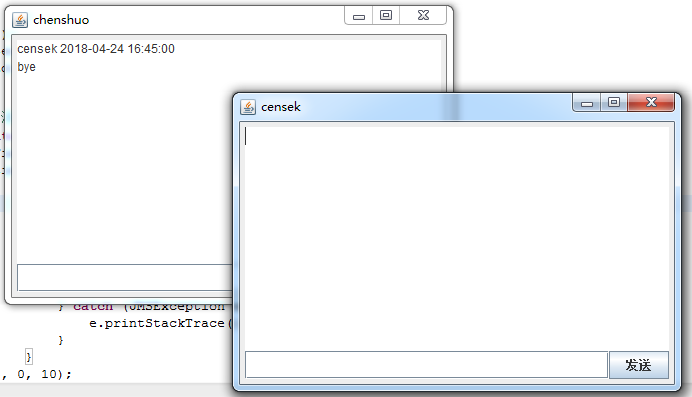 chenshuo
censek 2018-04-24 16:45:00
bye
censek
发送
} catch (JMSException
e.printStackTrace(
}
}
, 0, 10);